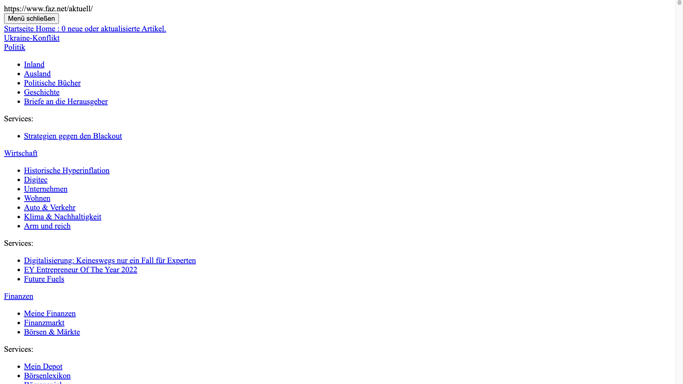 https://www.faz.net/aktuell/
Menü schließen
Startseite Home : 0 neue oder aktualisierte Artikel.
Ukraine-Konflikt
Politik
Inland
Ausland
Politische Bücher
Geschichte
Briefe an die Herausgeber
Services:
Strategien gegen den Blackout
Wirtschaft
Historische Hyperinflation
Digitec
Unternehmen
Wohnen
Auto & Verkehr
Klima & Nachhaltigkeit
Arm und reich
Services:
Digitalisierung: Keineswegs nur ein Fall für Experten
EY Entrepreneur Of The Year 2022
Future Fuels
Finanzen
Meine Finanzen
Finanzmarkt
Börsen & Märkte
Services:
Mein Depot
Börsenlexikon